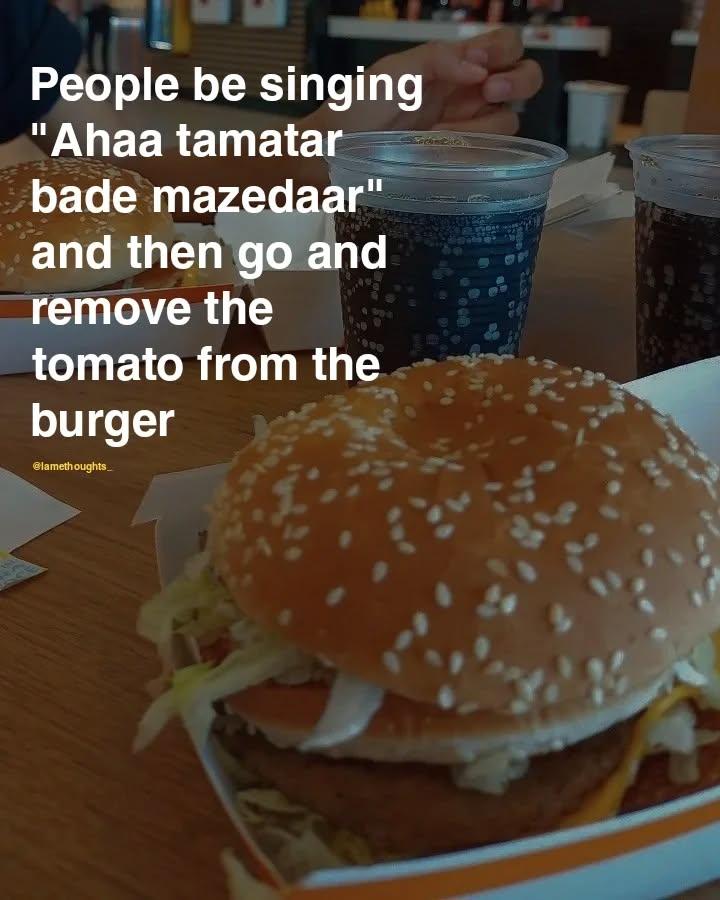 People be singing
"Ahaa tamatar
bade mazedaar"
and then go and
remove the
tomato from the
burger
@lamethoughts_